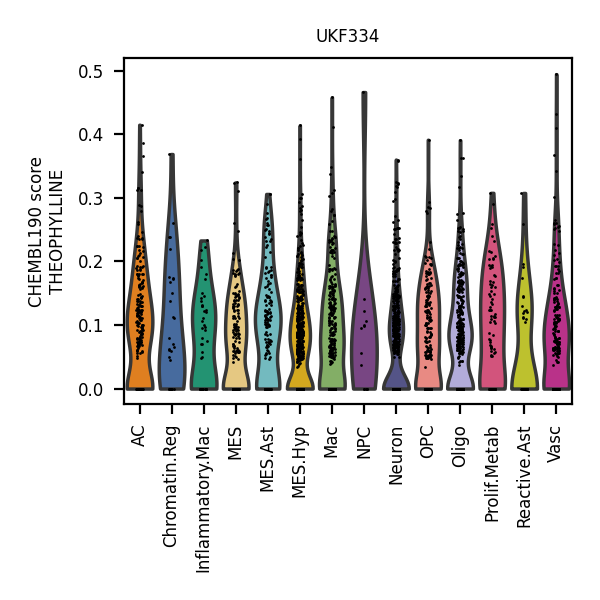 UKF334
CHEMBL190 score
THEOPHYLLINE
0.5
0.4
0.3
0.2
0.1
0.0
AC
Chromatin.Reg
Inflammatory.Mac
MES
MES.Ast
MES.Hyp
Mac
NPC
Neuron
OPC
Oligo
Prolif.Metab
Reactive.Ast
Vasc